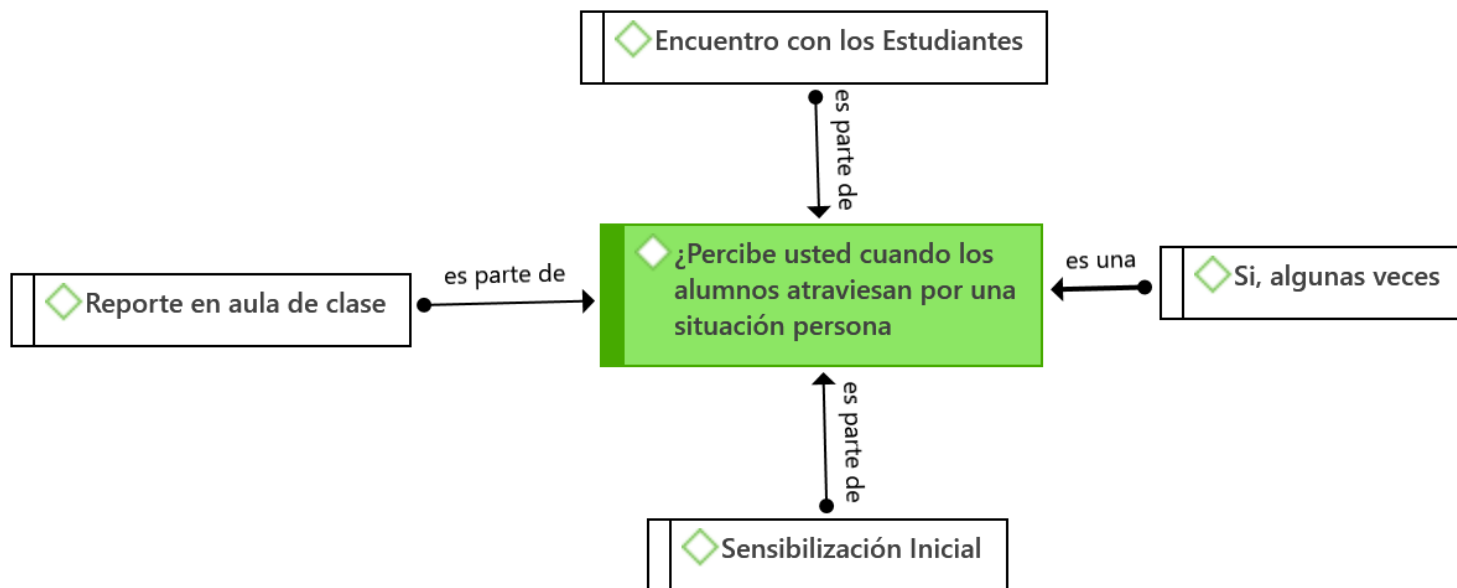 Encuentro con los Estudiantes
es parte de
¿Percibe usted cuando los
alumnos atraviesan por una
situación persona
es parte de
Reporte en aula de clase
es una
Si, algunas veces
es parte de
Sensibilización Inicial